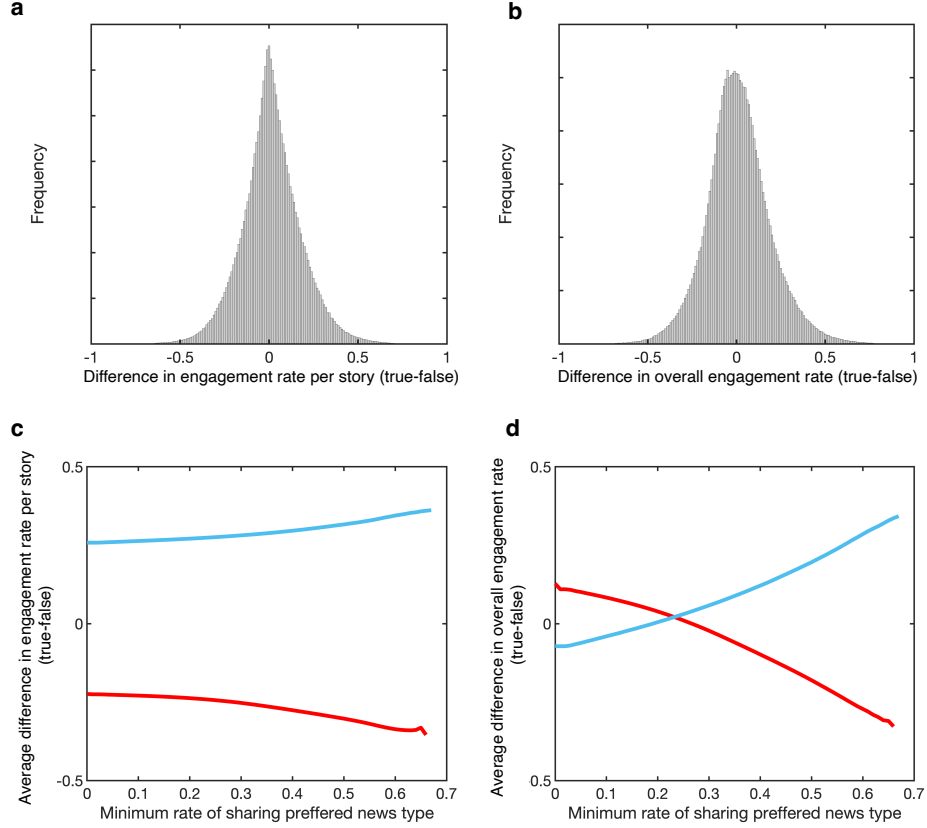 a
Frequency
-1 -0.5 0 0.5 1
Difference in engagement rate per story (true-false)
b
Frequency
-1 -0.5 0 0.5 1
Difference in overall engagement rate (true-false)
c
Average difference in engagement rate per story
(true-false)
0.5
0
-0.5
0 0.1 0.2 0.3 0.4 0.5 0.6 0.7
Minimum rate of sharing preffered news type
d
Average difference in overall engagement rate
(true-false)
0.5
0
0.5
0 0.1 0.2 0.3 0.4 0.5 0.6 0.7
Minimum rate of sharing preffered news type